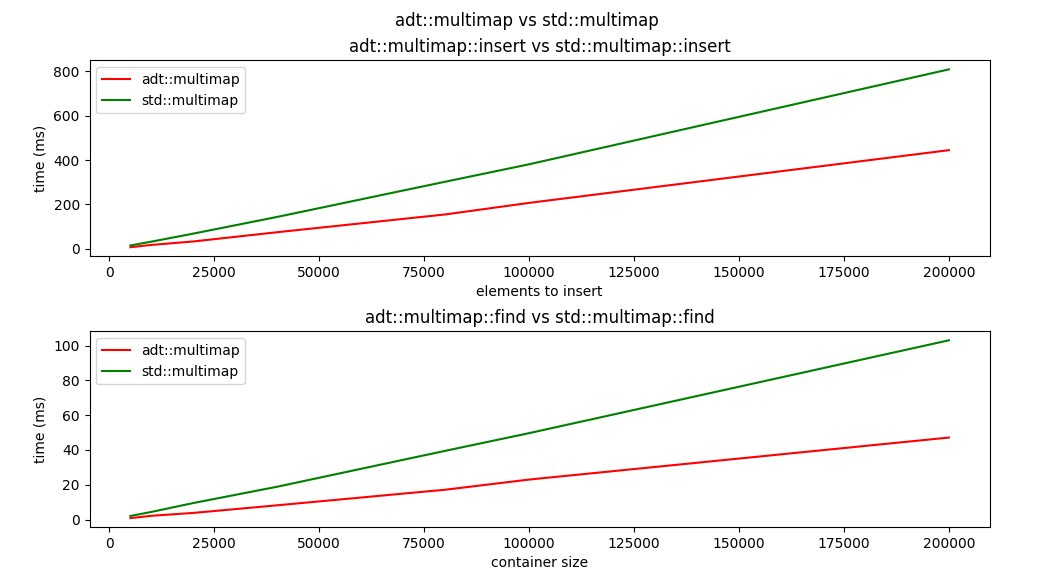 adt::multimap vs std::multimap
adt::multimap::insert vs std::multimap::insert
adt::multimap
std::multimap
time (ms)
800
600
400
200
0
0 25000 50000 75000 100000 125000 150000 175000 200000
elements to insert
adt::multimap::find vs std::multimap::find
adt::multimap
std::multimap
time (ms)
100
80
60
40
20
0
0 25000 50000 75000 100000 125000 150000 175000 200000
container size